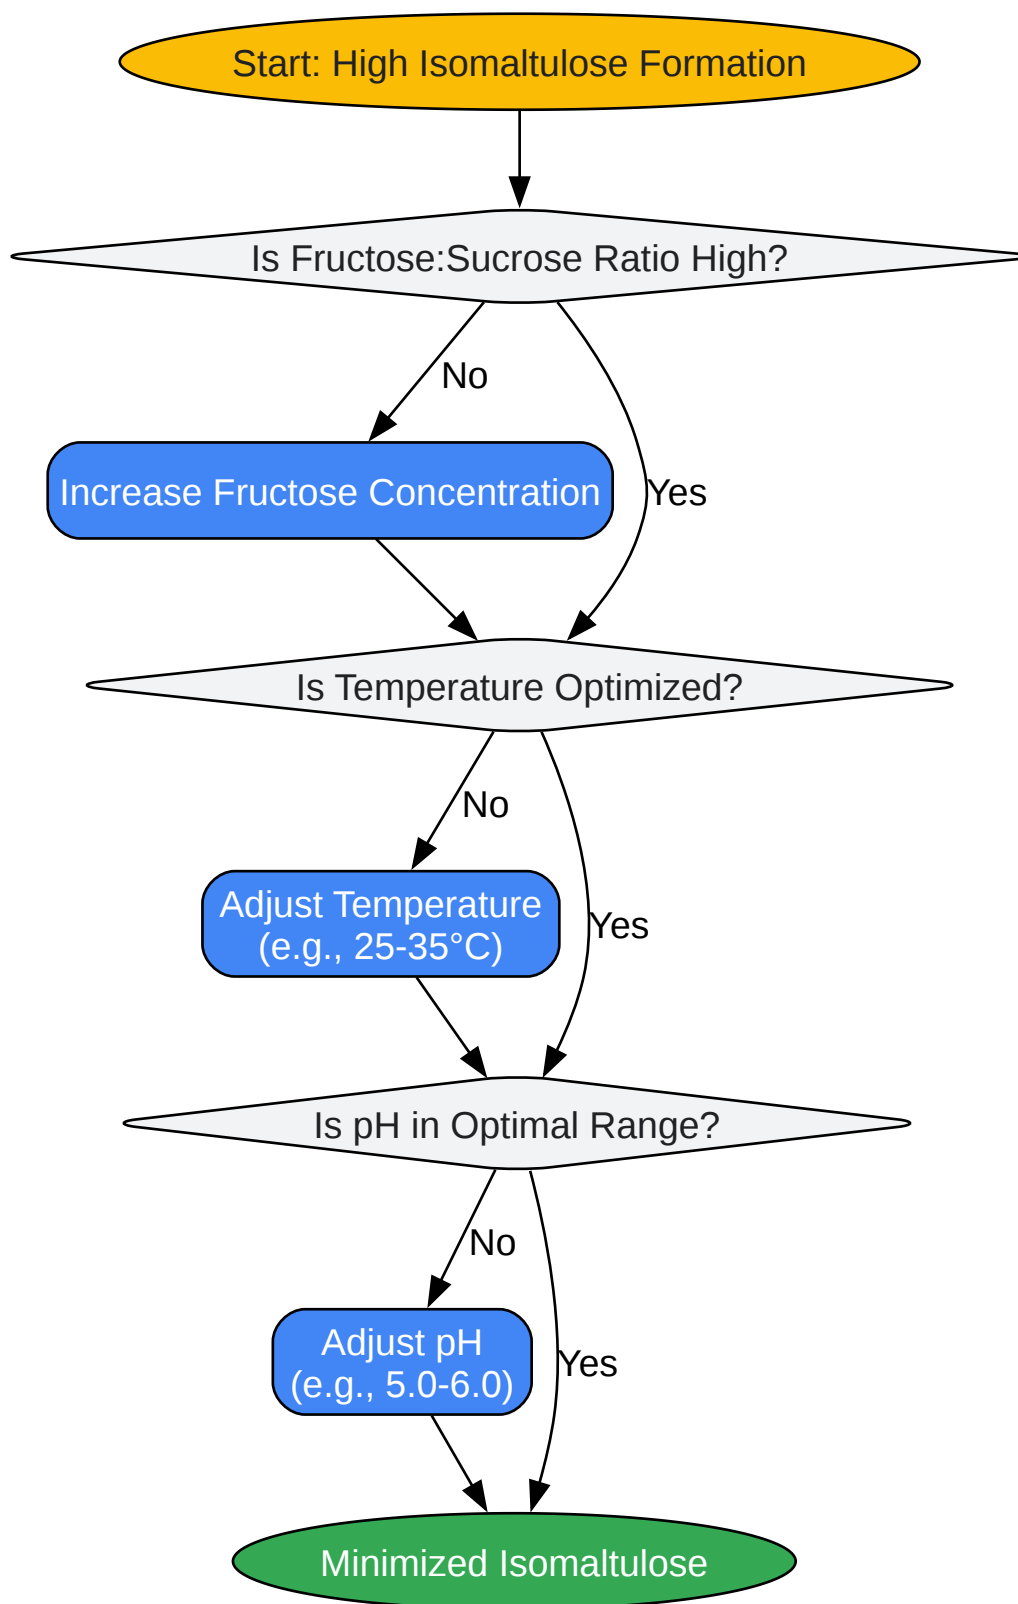 Start: High Isomaltulose Formation
Is Fructose:Sucrose Ratio High?
No
Increase Fructose Concentration
Yes
Is Temperature Optimized?
No
Adjust Temperature
(e.g., 25-35°C)
Yes
Is pH in Optimal Range?
No
Adjust pH
(e.g., 5.0-6.0)
Yes
Minimized Isomaltulose